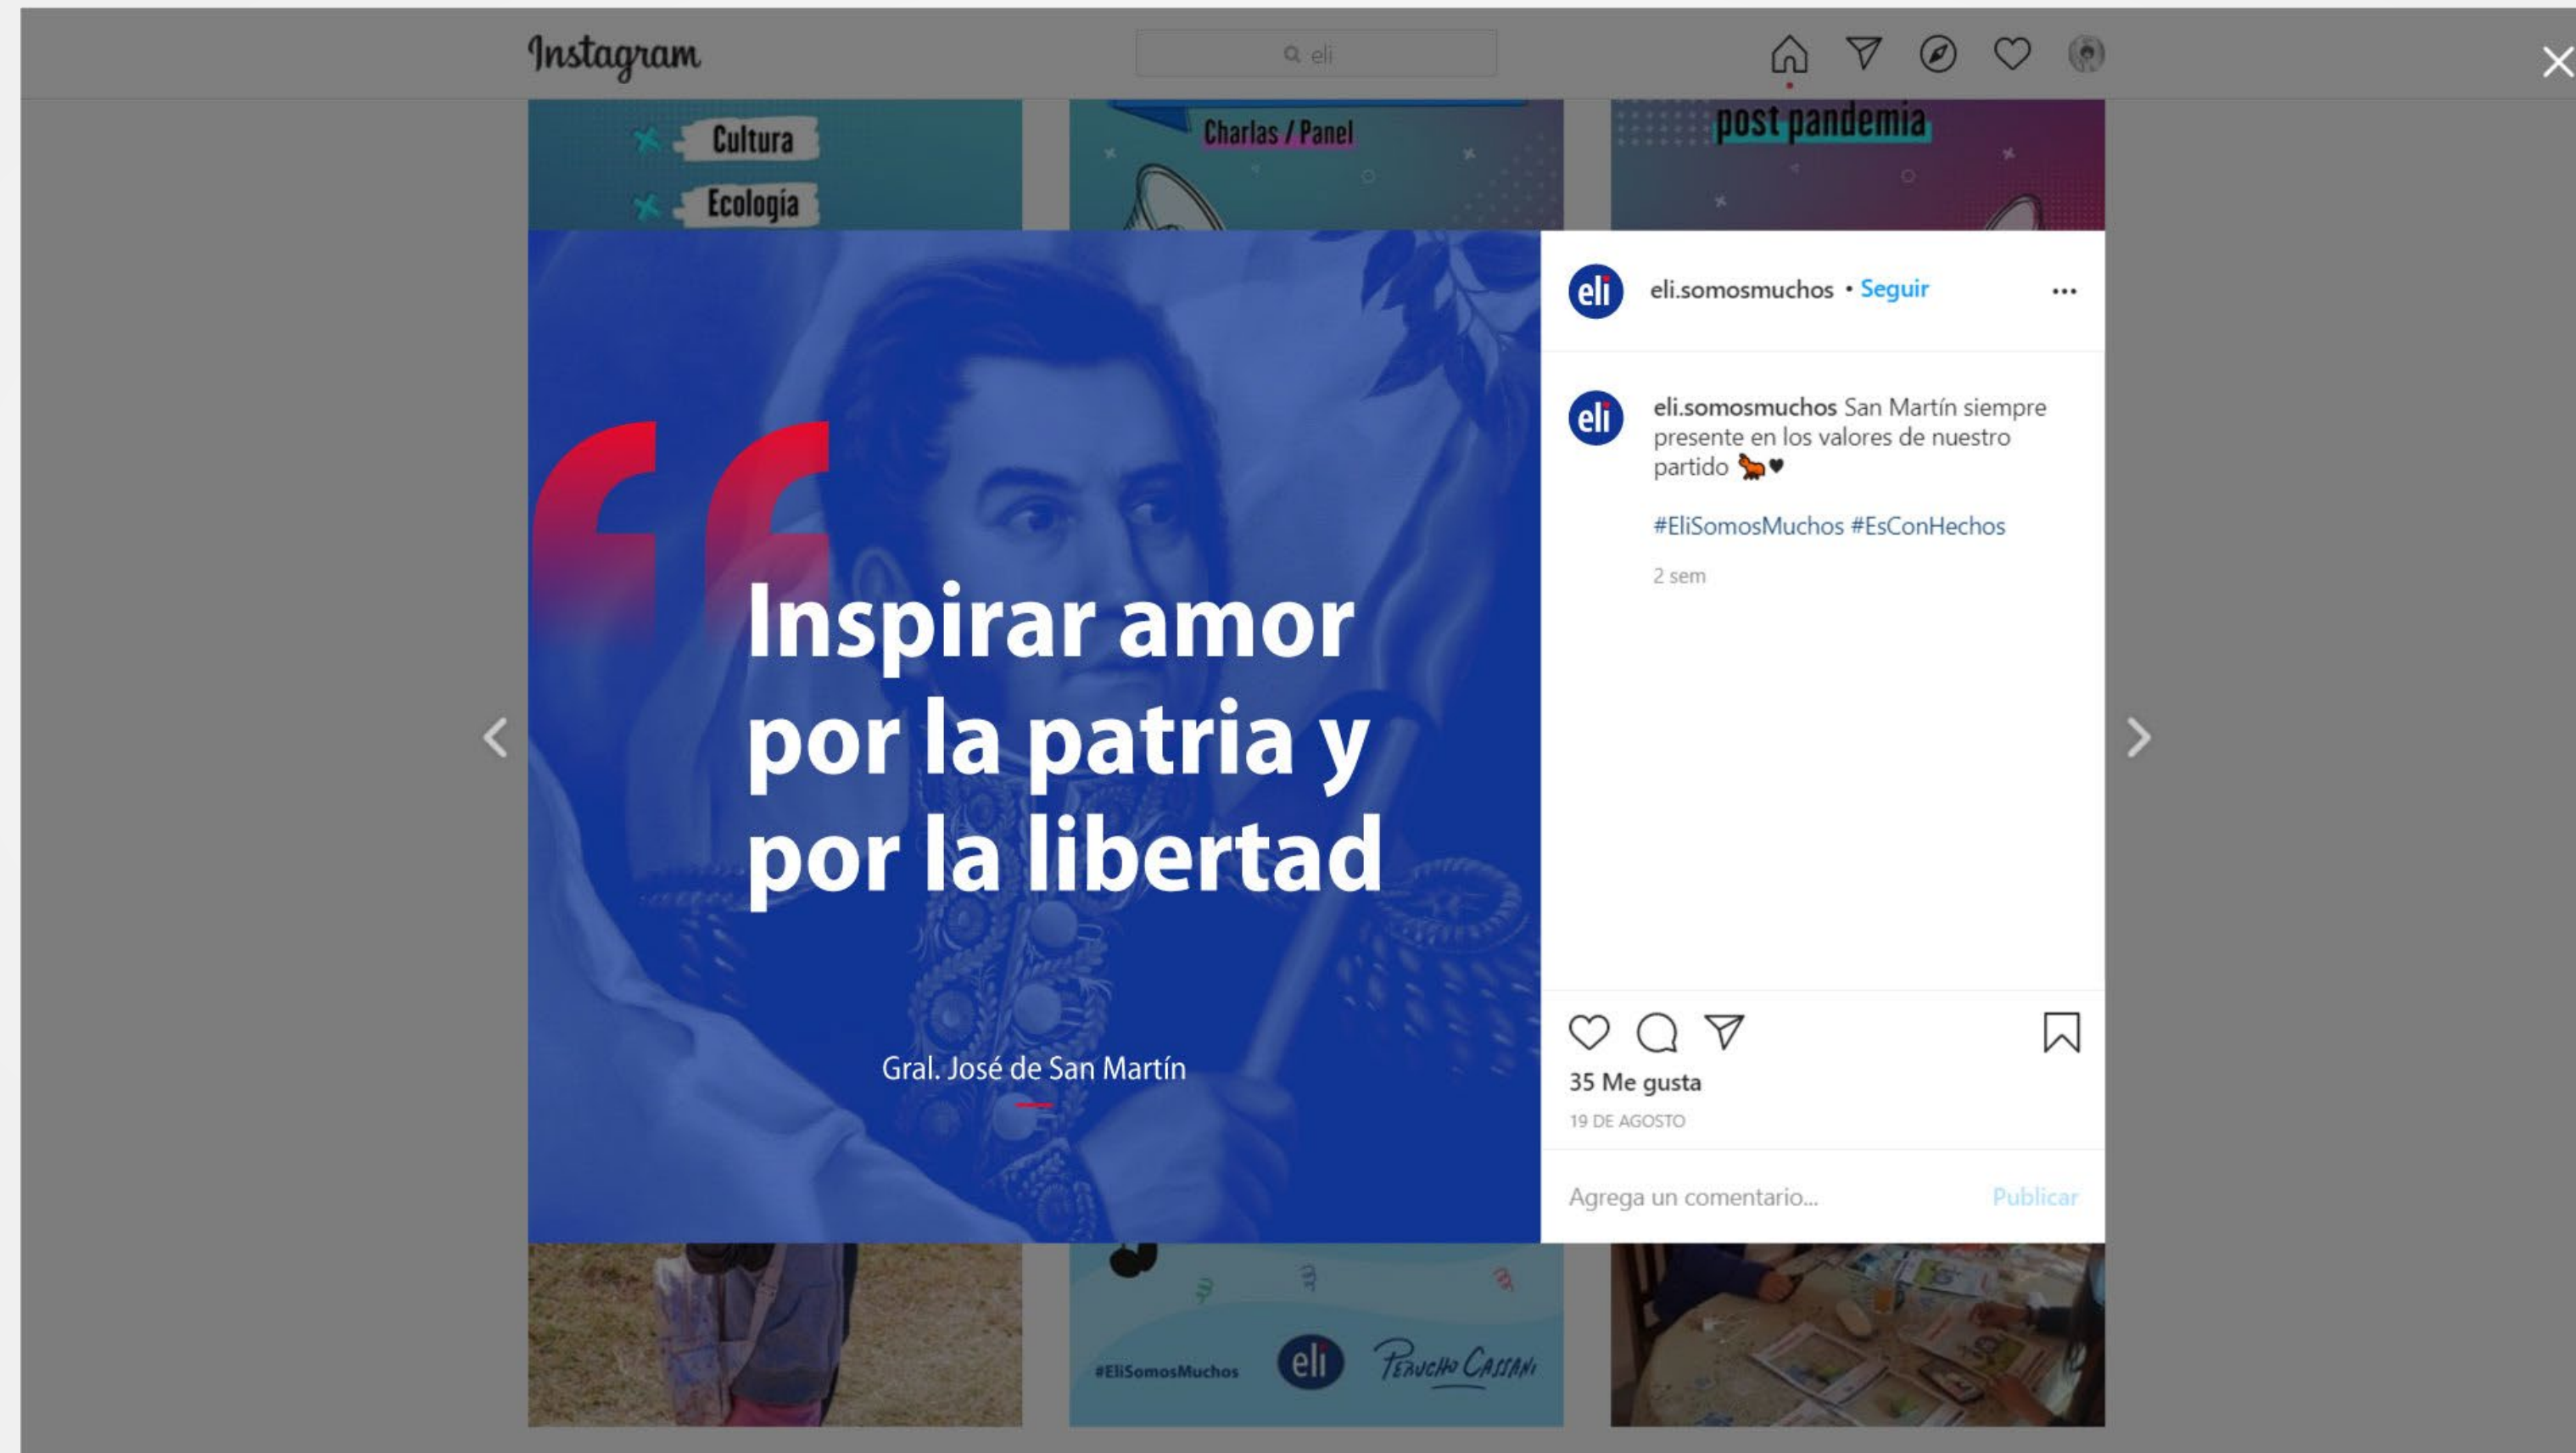 Instagram
eli
Cultura
Ecología
Charlas / Panel
post pandemia
Inspirar amor
por la patria y
por la libertad
Gral. José de San Martín
eli
eli.somosmuchos • Seguir
eli
eli.somosmuchos San Martín siempre
presente en los valores de nuestro
partido
#EliSomosMuchos #EsConHechos
2 sem
35 Me gusta
19 DE AGOSTO
Agrega un comentario... Publicar
#EliSomosMuchos
eli
PERUCHO CASSANI